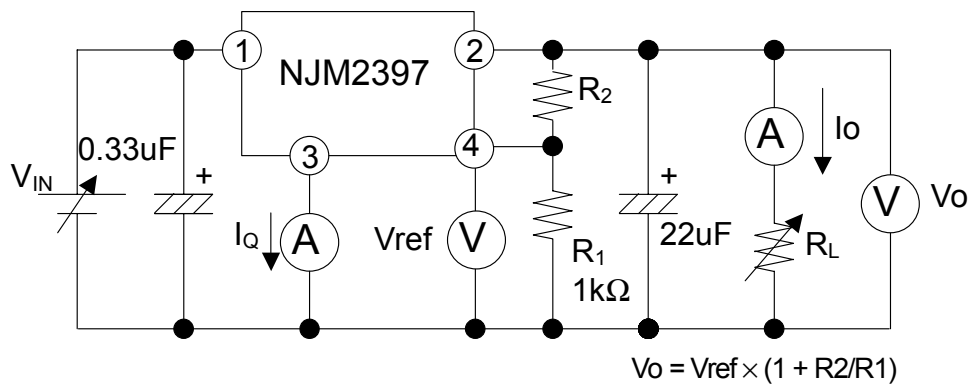 1
NJM2397
2
R2
A
Io
4
0.33uF
3
VIN
+
+
V
Vo
IQ
A
Vref
V
R1
1kΩ
22uF
RL
Vo = Vref × (1 + R2/R1)